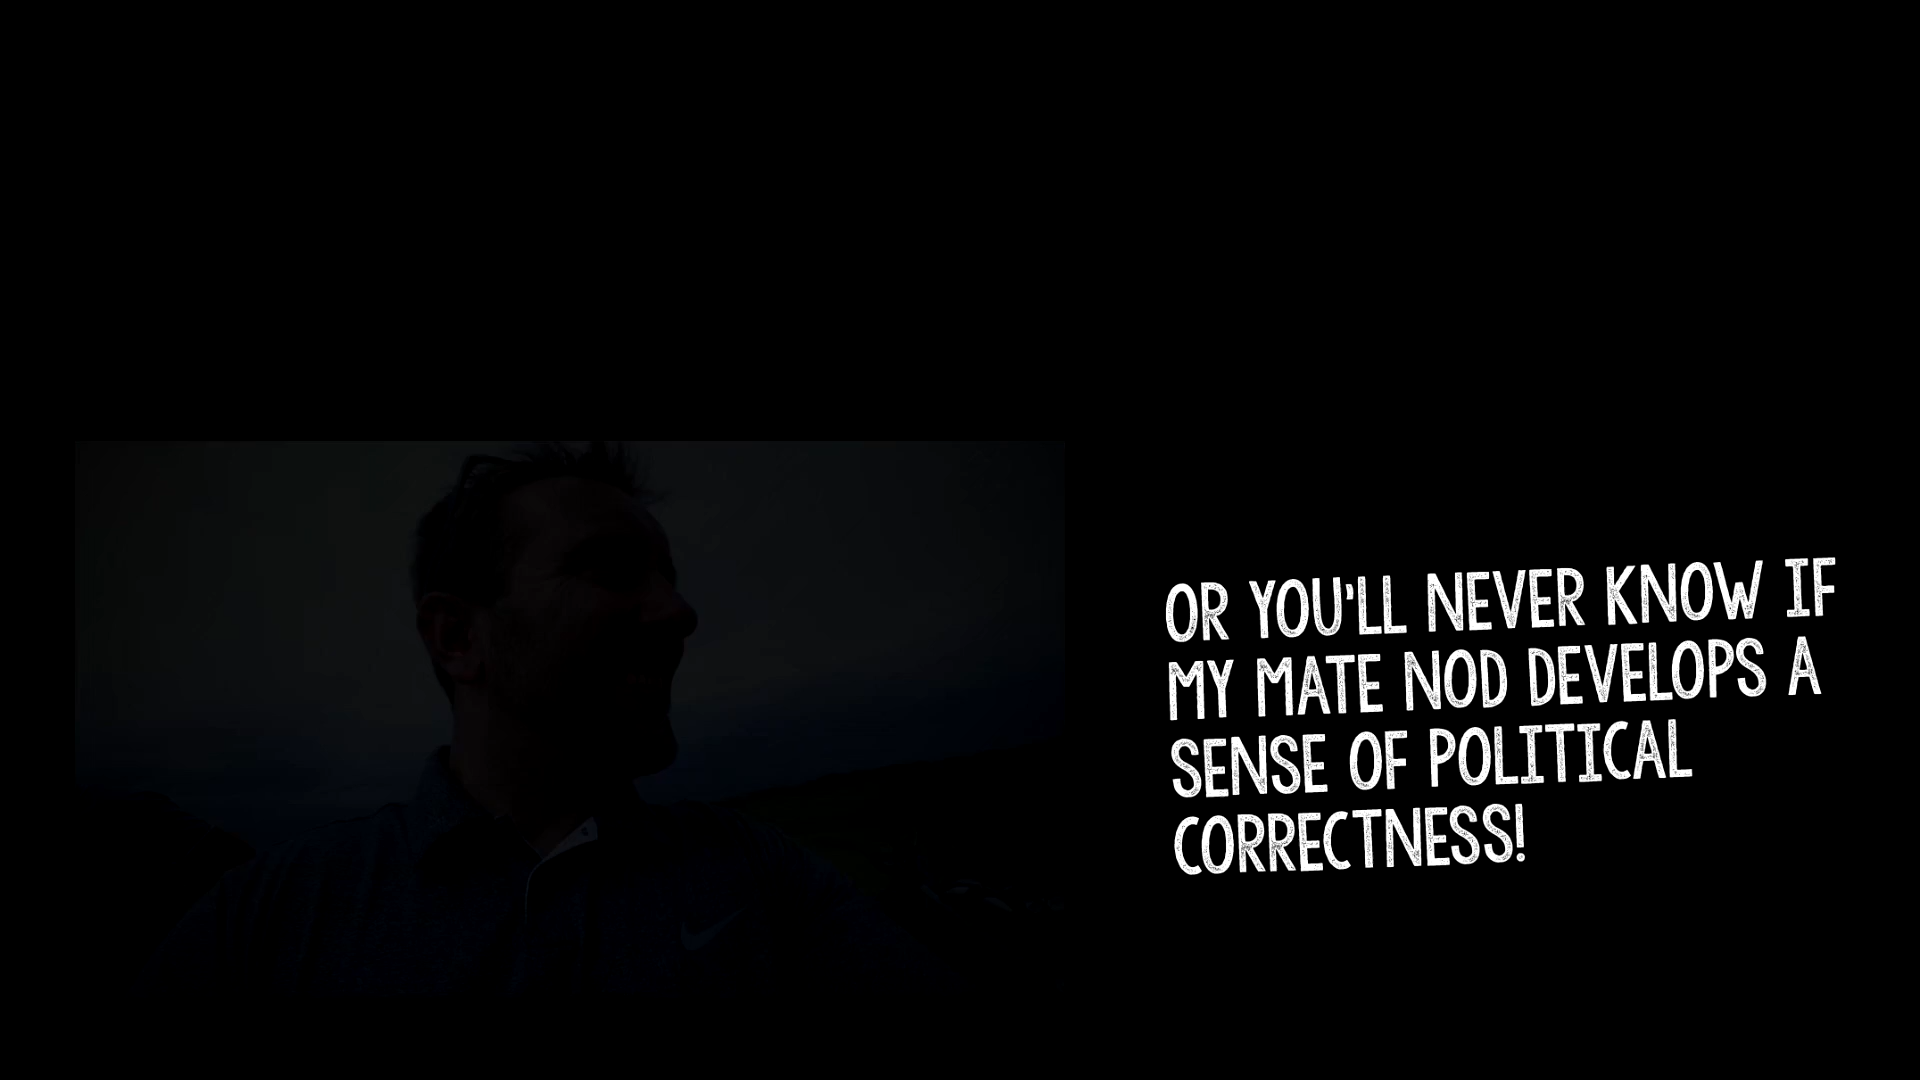 OR YOU'LL NEVER KNOW IF
MY MATE NOD DEVELOPS A
SENSE OF POLITICAL
CORRECTNESS!